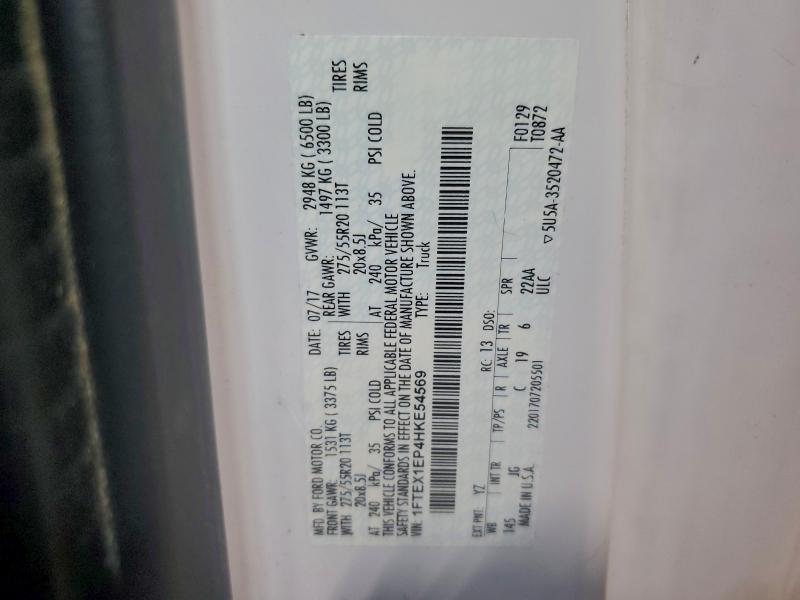 MFD. BY FORD MOTOR CO. DATE: 07/17 GVWR: 2948 KG ( 6500 LB)
FRONT GAWR: 1531 KG ( 3375 LB) REAR GAWR: 1497 KG ( 3300 LB)
WITH 275/55R20 113T TIRES WITH 275/55R20 113T TIRES
20x8.5J RIMS 20x8.5J RIMS
AT 240 kPa/ 35 PSI COLD AT 240 kPa/ 35 PSI COLD
THIS VEHICLE CONFORMS TO ALL APPLICABLE FEDERAL MOTOR VEHICLE
SAFETY STANDARDS IN EFFECT ON THE DATE OF MANUFACTURE SHOWN ABOVE.
VIN: 1FTEX1EP4HKE54569 TYPE: Truck
EXT PNT: YZ RC: 13 DSO: F0129
WB INT TR TP/PS R AXLE TR SPR T0872
145 JG C 19 6 22AA
MADE IN U.S.A. ULC
2201707205501 ▽5U5A-3520472-AA